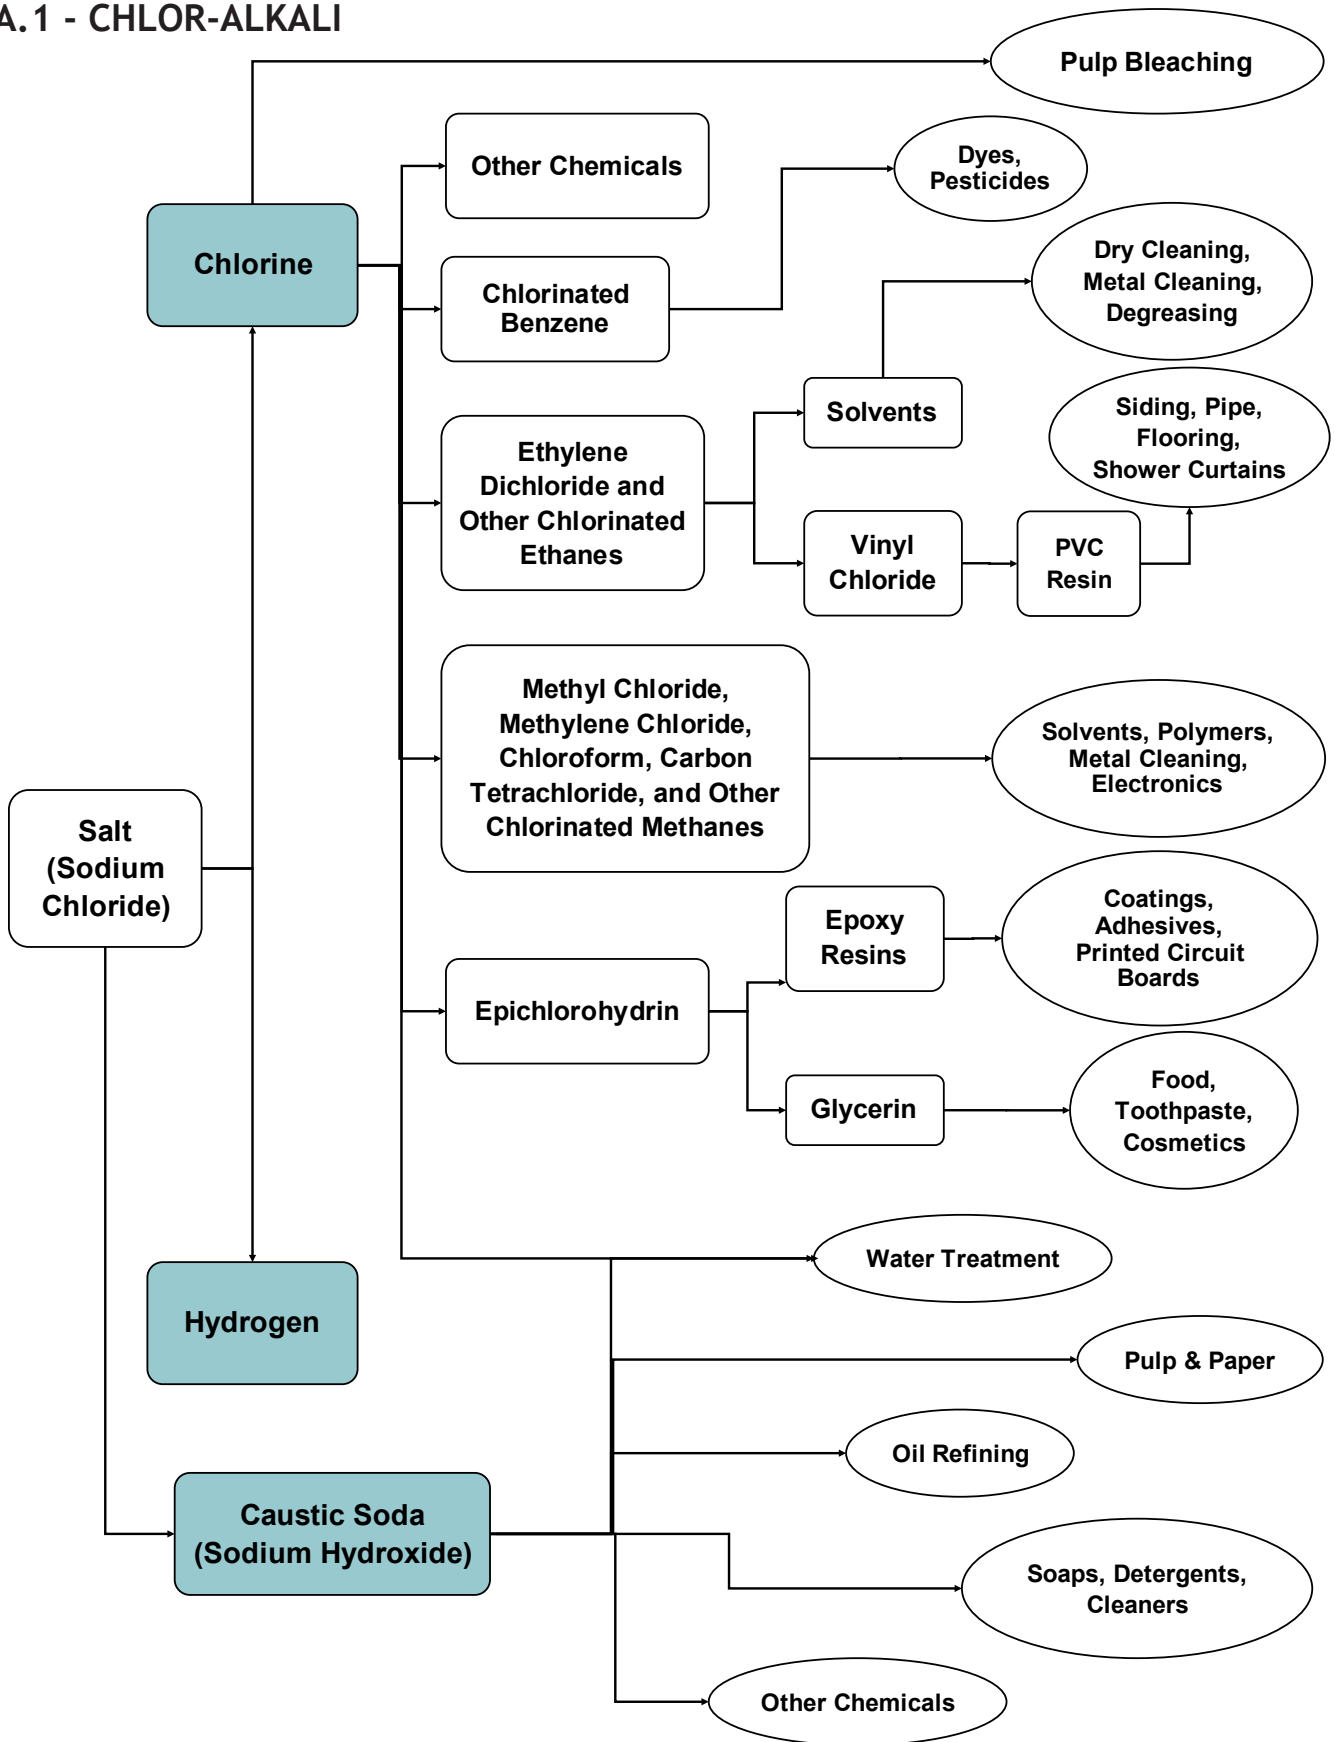 A.1 - CHLOR-ALKALI
Pulp Bleaching
Other Chemicals
Dyes,
Pesticides
Chlorine
Chlorinated
Benzene
Dry Cleaning,
Metal Cleaning,
Degreasing
Solvents
Siding, Pipe,
Flooring,
Shower Curtains
Ethylene
Dichloride and
Other Chlorinated
Ethanes
Vinyl
Chloride
PVC
Resin
Methyl Chloride,
Methylene Chloride,
Chloroform, Carbon
Tetrachloride, and Other
Chlorinated Methanes
Solvents, Polymers,
Metal Cleaning,
Electronics
Salt
(Sodium
Chloride)
Epoxy
Resins
Coatings,
Adhesives,
Printed Circuit
Boards
Epichlorohydrin
Glycerin
Food,
Toothpaste,
Cosmetics
Water Treatment
Hydrogen
Pulp & Paper
Oil Refining
Caustic Soda
(Sodium Hydroxide)
Soaps, Detergents,
Cleaners
Other Chemicals